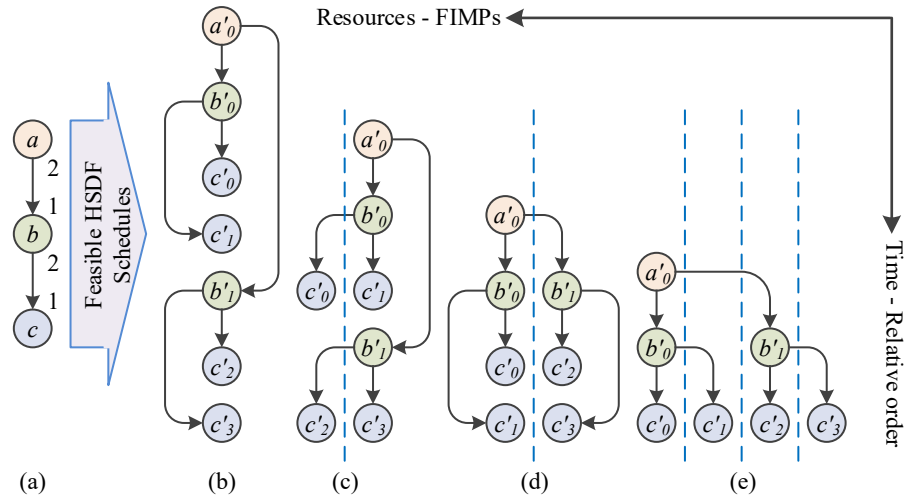 Resources - FIMPs
Time - Relative order
a
2
1
b
2
1
c
Feasible HSDF
Schedules
a'0
b'0
c'0
c'1
b'1
c'2
c'3
a'0
b'0
c'0
c'1
b'1
c'2
c'3
a'0
b'0
b'1
c'0
c'2
c'1
c'3
a'0
b'0
b'1
c'0
c'1
c'2
c'3
(a)
(b)
(c)
(d)
(e)